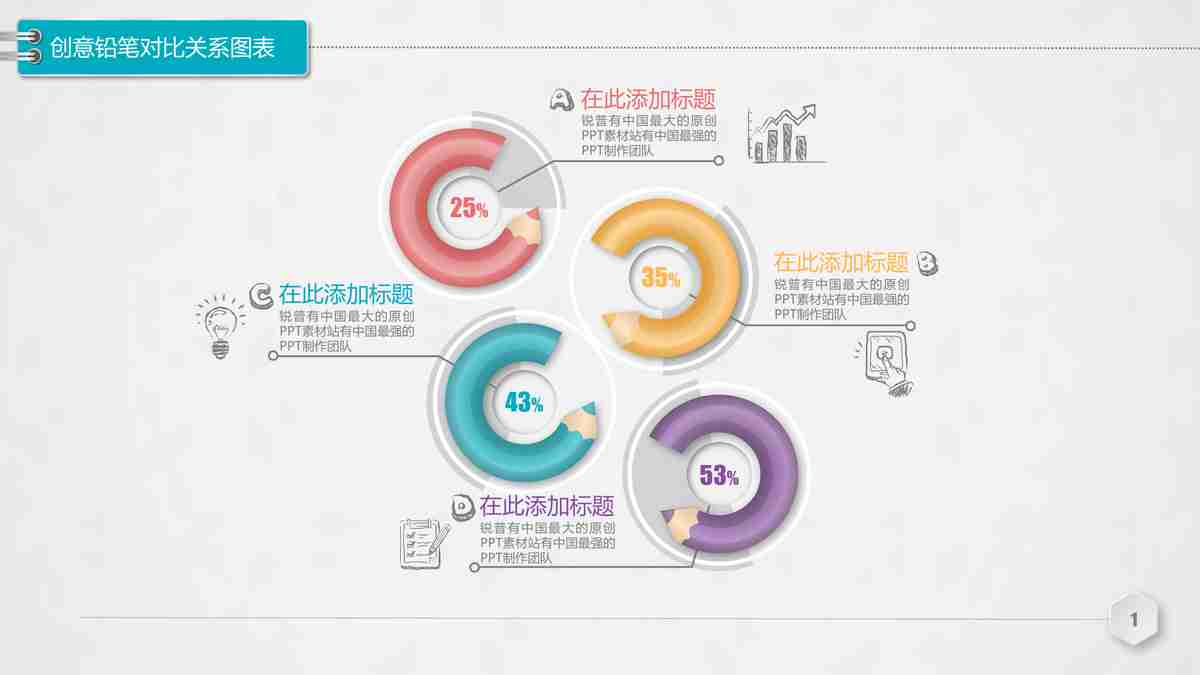 创意铅笔对比关系图表
A 在此添加标题
锐普有中国最大的原创
PPT素材站有中国最强的
PPT制作团队
25%
35%
在此添加标题 B
锐普有中国最大的原创
PPT素材站有中国最强的
PPT制作团队
C 在此添加标题
锐普有中国最大的原创
PPT素材站有中国最强的
PPT制作团队
43%
53%
D 在此添加标题
锐普有中国最大的原创
PPT素材站有中国最强的
PPT制作团队
1